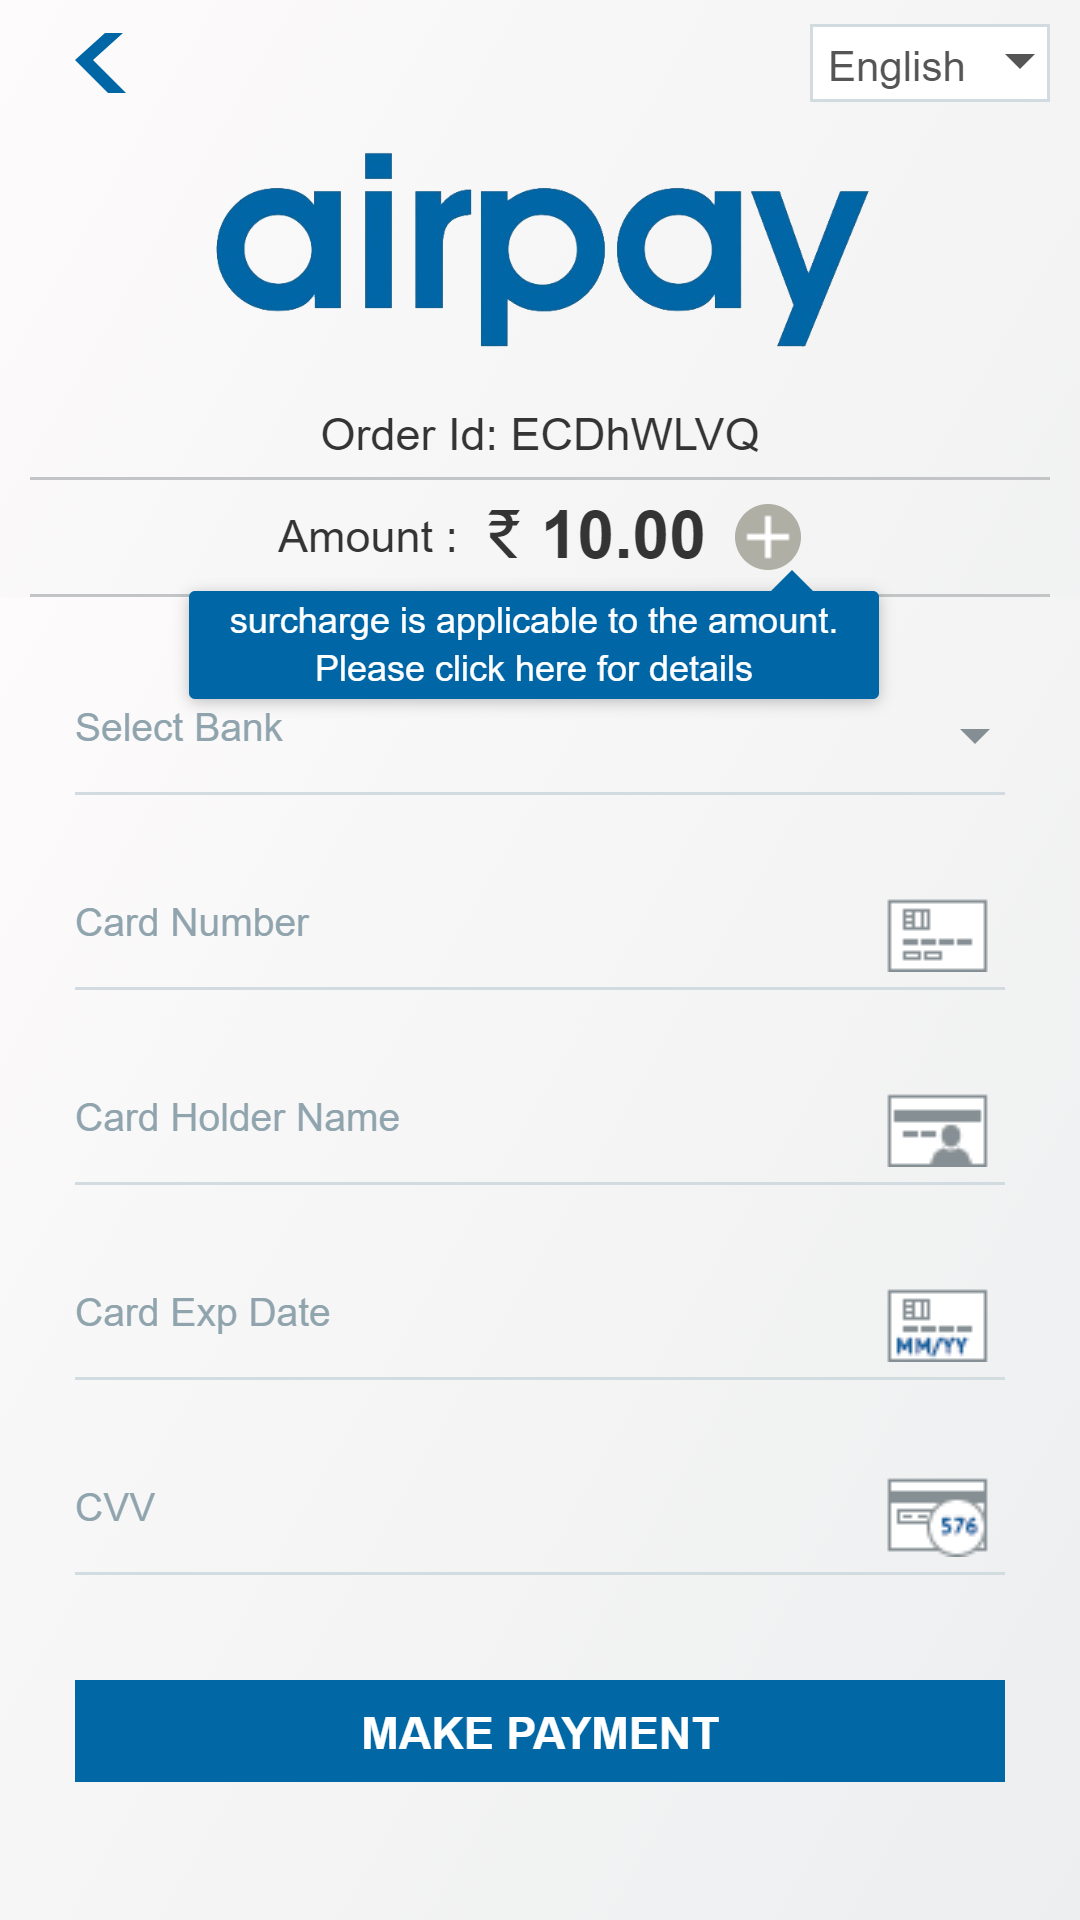 English
airpay
Order Id: ECDhWLVQ
Amount : ₹ 10.00
surcharge is applicable to the amount.
Please click here for details
Select Bank
Card Number
Card Holder Name
Card Exp Date
MM/YY
CVV
576
MAKE PAYMENT